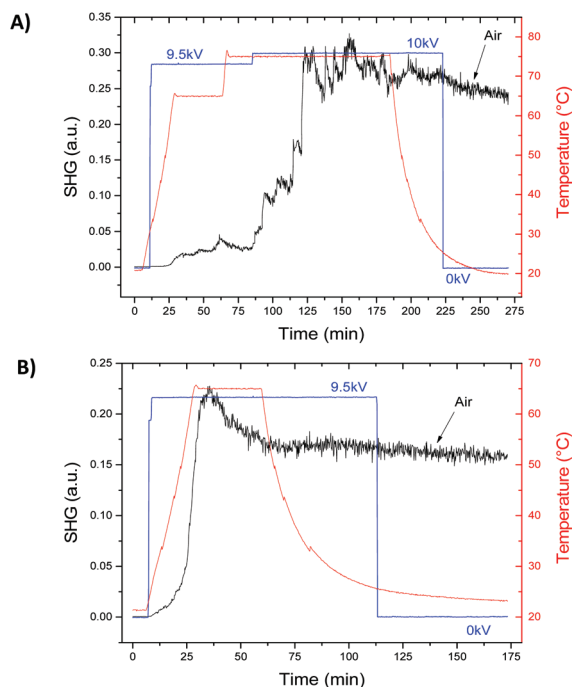 A)
9.5kV
10kV
Air
0kV
SHG (a.u.)
0.30
0.25
0.20
0.15
0.10
0.05
0.00
Temperature (°C)
80
70
60
50
40
30
20
0 25 50 75 100 125 150 175 200 225 250 275
Time (min)
B)
9.5kV
Air
0kV
SHG (a.u.)
0.25
0.20
0.15
0.10
0.05
0.00
Temperature (°C)
70
60
50
40
30
20
0 25 50 75 100 125 150 175
Time (min)